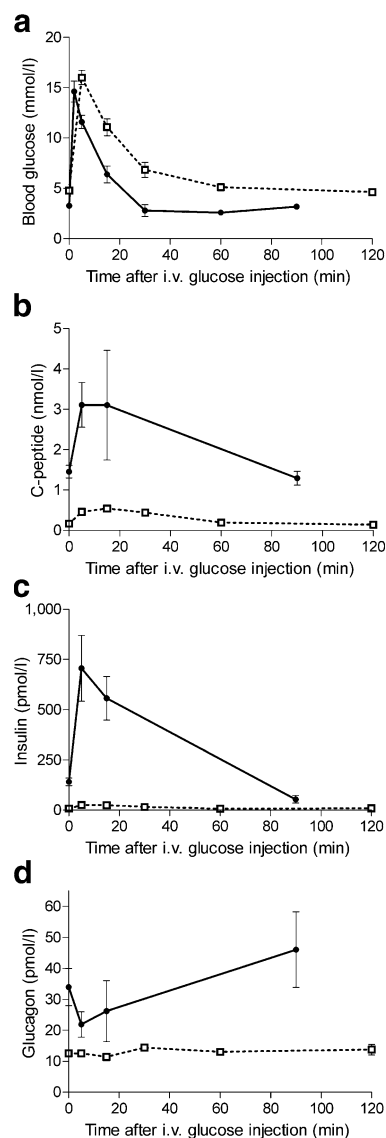 a
20
15
10
5
0
Blood glucose (mmol/l)
0 20 40 60 80 100 120
Time after i.v. glucose injection (min)
b
5
4
3
2
1
0
C-peptide (nmol/l)
0 20 40 60 80 100 120
Time after i.v. glucose injection (min)
c
1,000
750
500
250
0
Insulin (pmol/l)
0 20 40 60 80 100 120
Time after i.v. glucose injection (min)
d
60
50
40
30
20
10
0
Glucagon (pmol/l)
0 20 40 60 80 100 120
Time after i.v. glucose injection (min)